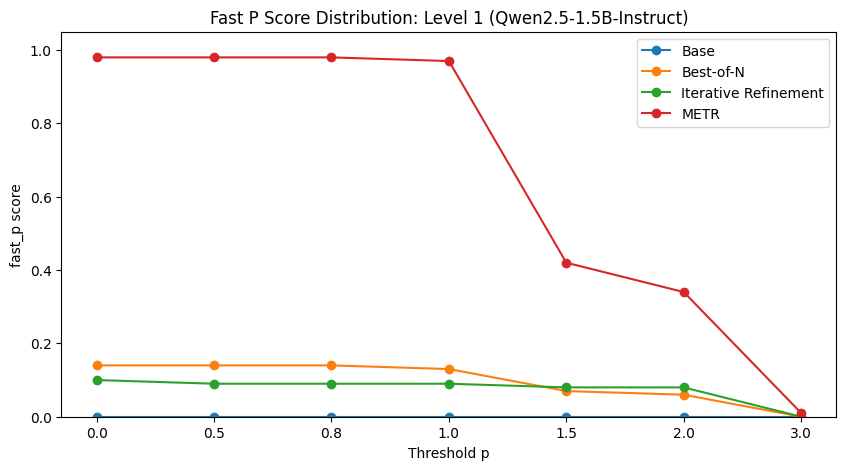 Fast P Score Distribution: Level 1 (Qwen2.5-1.5B-Instruct)
1.0
0.8
0.6
0.4
0.2
0.0
fast_p score
Base
Best-of-N
Iterative Refinement
METR
0.0 0.5 0.8 1.0 1.5 2.0 3.0
Threshold p